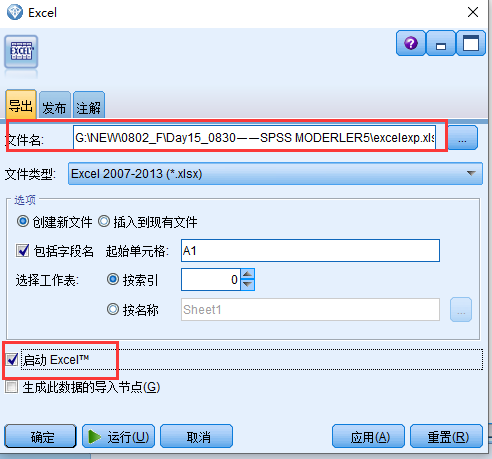 Excel
EXCEL
导出 发布 注解
文件名: G:\NEW\0802_F\Day15_0830——SPSS MODERLER5\excelexp.xls ...
文件类型: Excel 2007-2013 (*.xlsx)
选项
创建新文件 插入到现有文件
包括字段名 起始单元格: A1
选择工作表: 按索引 0
按名称 Sheet1 ...
启动 Excel™
生成此数据的导入节点(G)
确定 运行(U) 取消 应用(A) 重置(R)